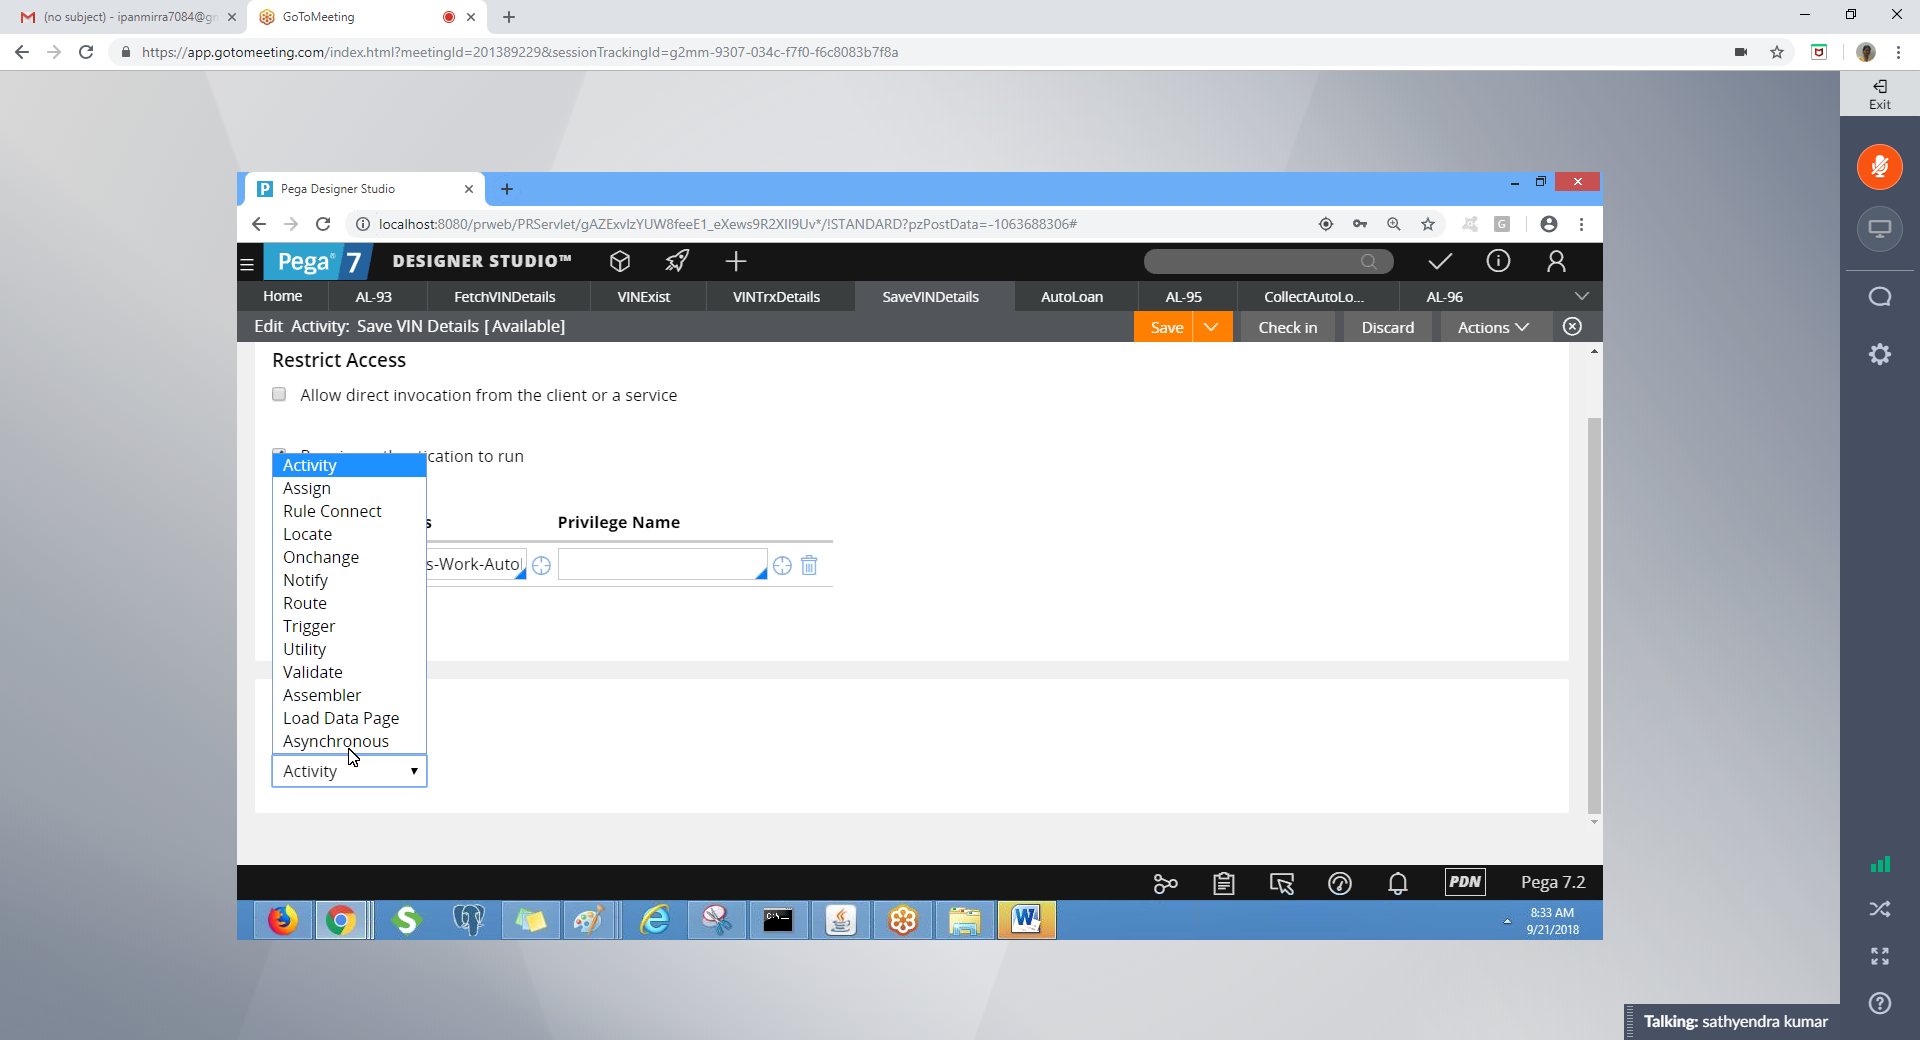 (no subject) - ipanmirra7084@gm
GoToMeeting
https://app.gotomeeting.com/index.html?meetingId=201389229&sessionTrackingId=g2mm-9307-034c-f7f0-f6c8083b7f8a
Exit
Pega Designer Studio
localhost:8080/prweb/PRServlet/gAZExvlzYUW8feeE1_eXews9R2XII9Uv*/!STANDARD?pzPostData=-1063688306#
Pega 7 DESIGNER STUDIO™
Home AL-93 FetchVINDetails VINExist VINTrxDetails SaveVINDetails AutoLoan AL-95 CollectAutoLo... AL-96
Edit Activity: Save VIN Details [Available] Save Check in Discard Actions
Restrict Access
Allow direct invocation from the client or a service
cation to run
Activity
Assign
Rule Connect
Locate
Onchange
Notify
Route
Trigger
Utility
Validate
Assembler
Load Data Page
Asynchronous
Activity
s Privilege Name
s-Work-Autol
PDN Pega 7.2
8:33 AM
9/21/2018
Talking: sathyendra kumar